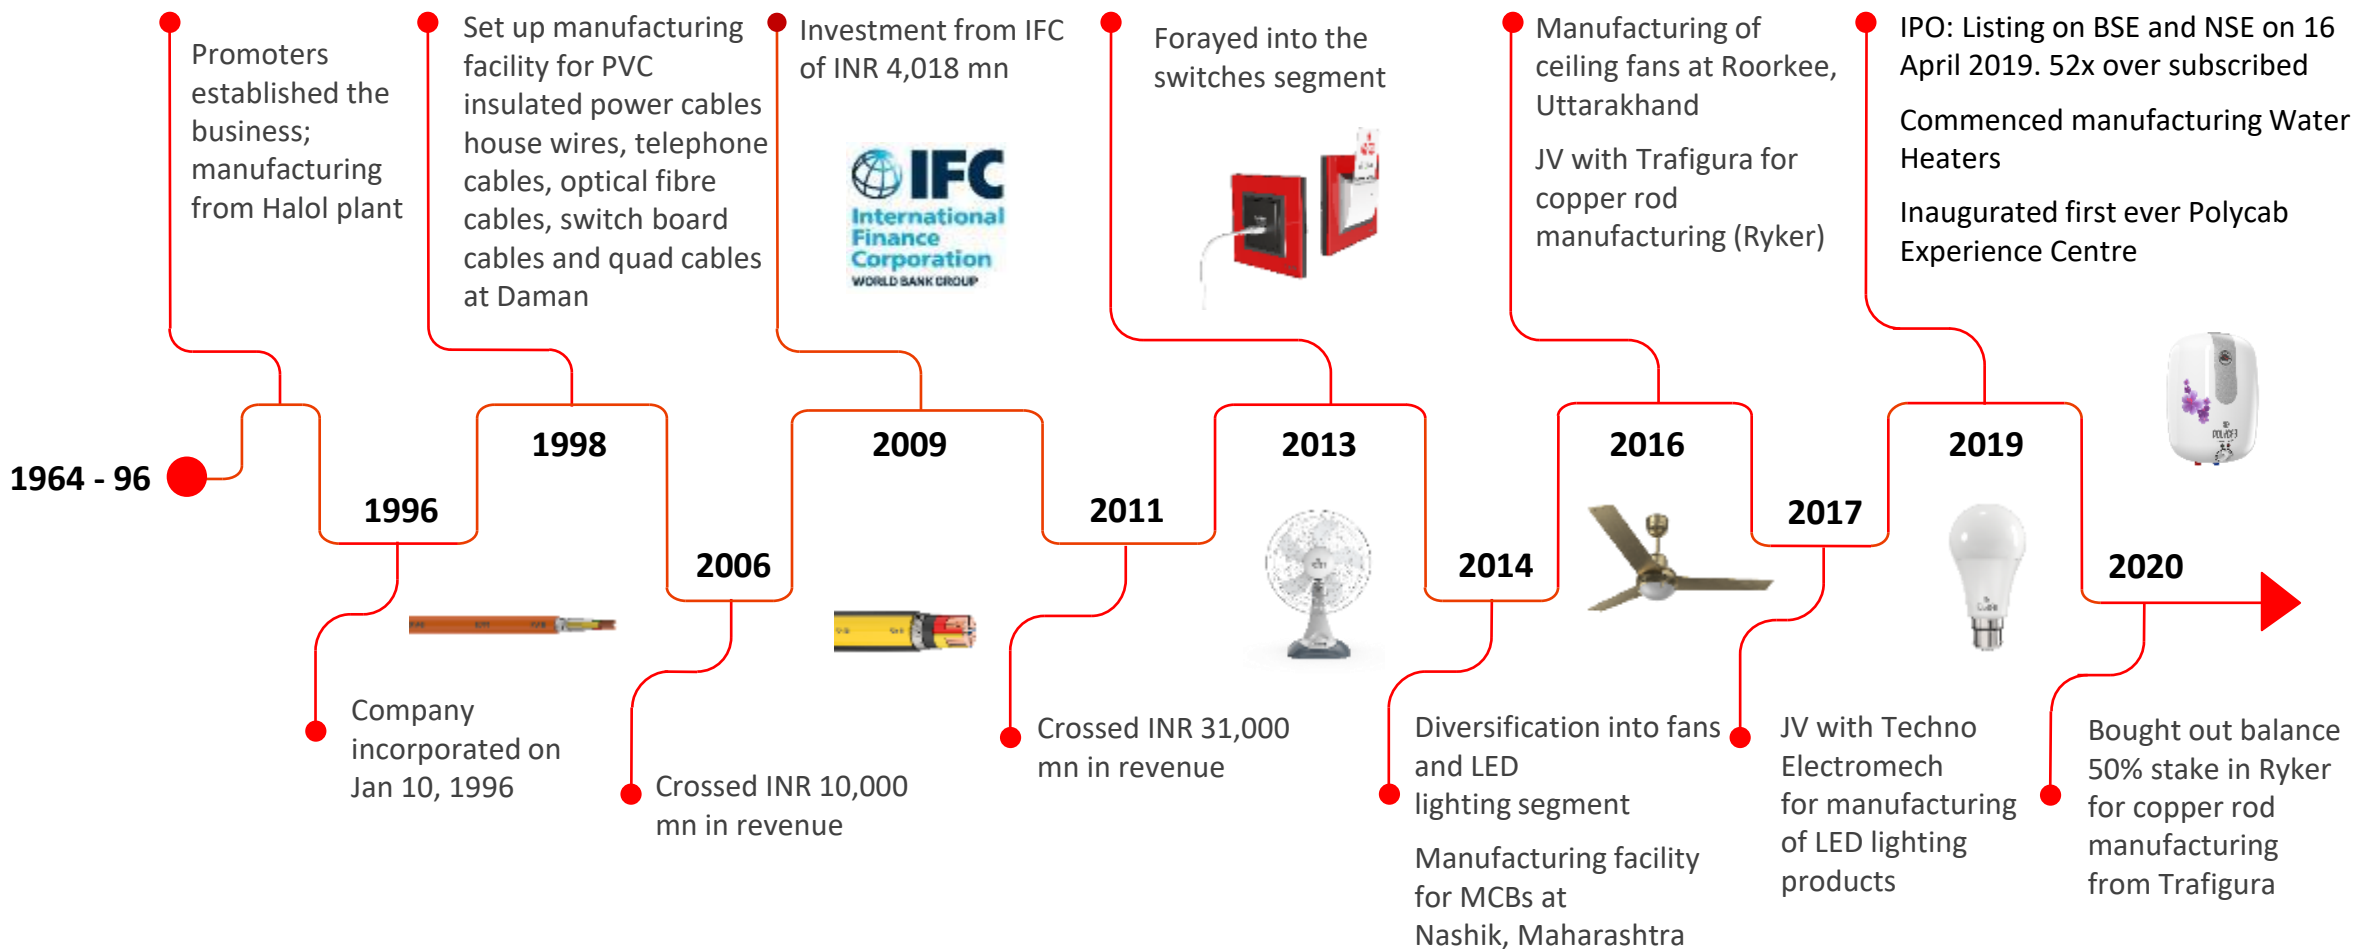 Promoters
established the
business;
manufacturing
from Halol plant
Set up manufacturing
facility for PVC
insulated power cables
house wires, telephone
cables, optical fibre
cables, switch board
cables and quad cables
at Daman
Investment from IFC
of INR 4,018 mn
IFC
International
Finance
Corporation
WORLD BANK GROUP
Forayed into the
switches segment
Manufacturing of
ceiling fans at Roorkee,
Uttarakhand
JV with Trafigura for
copper rod
manufacturing (Ryker)
IPO: Listing on BSE and NSE on 16
April 2019. 52x over subscribed
Commenced manufacturing Water
Heaters
Inaugurated first ever Polycab
Experience Centre
1964 - 96
1996
1998
2006
2009
2011
2013
2014
2016
2017
2019
2020
Company
incorporated on
Jan 10, 1996
Crossed INR 10,000
mn in revenue
Crossed INR 31,000
mn in revenue
Diversification into fans
and LED
lighting segment
Manufacturing facility
for MCBs at
Nashik, Maharashtra
JV with Techno
Electromech
for manufacturing
of LED lighting
products
Bought out balance
50% stake in Ryker
for copper rod
manufacturing
from Trafigura